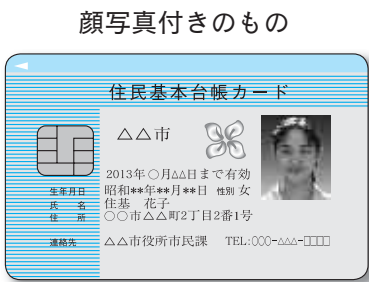 顔写真付きのもの
住民基本台帳カード
△△市
2013年○月△△日まで有効
生年月日 昭和**年**月**日 性別 女
氏名 住基 花子
住所 ○○市△△町2丁目2番1号
連絡先 △△市役所市民課 TEL:○○○-△△△-□□□□